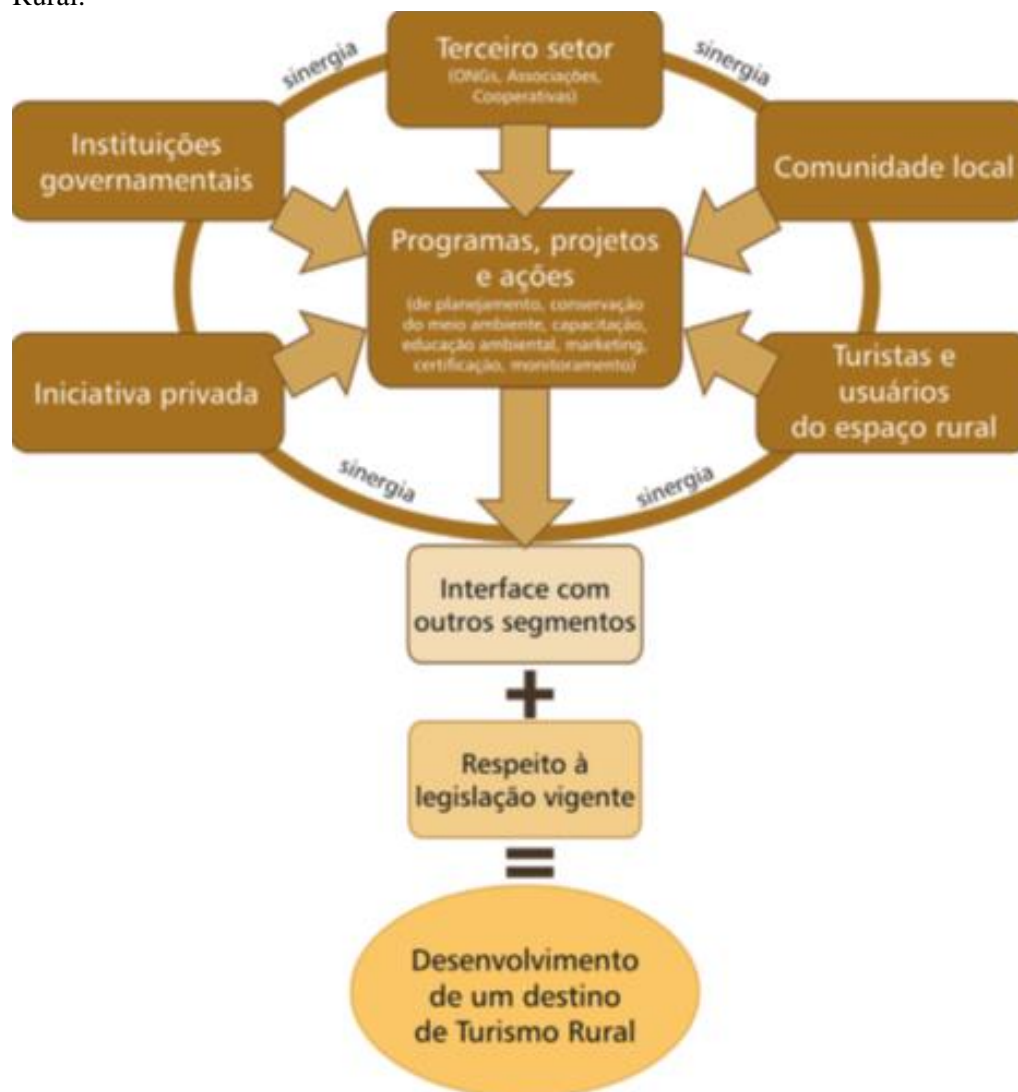 Rural.
Terceiro setor
(ONGs, Associações,
Cooperativas)
sinergia
sinergia
Instituições
governamentais
Comunidade local
Programas, projetos
e ações
(de planejamento, conservação
do meio ambiente, capacitação,
educação ambiental, marketing,
certificação, monitoramento)
Iniciativa privada
Turistas e
usuários
do espaço rural
sinergia
sinergia
Interface com
outros segmentos
+
Respeito à
legislação vigente
=
Desenvolvimento
de um destino
de Turismo Rural